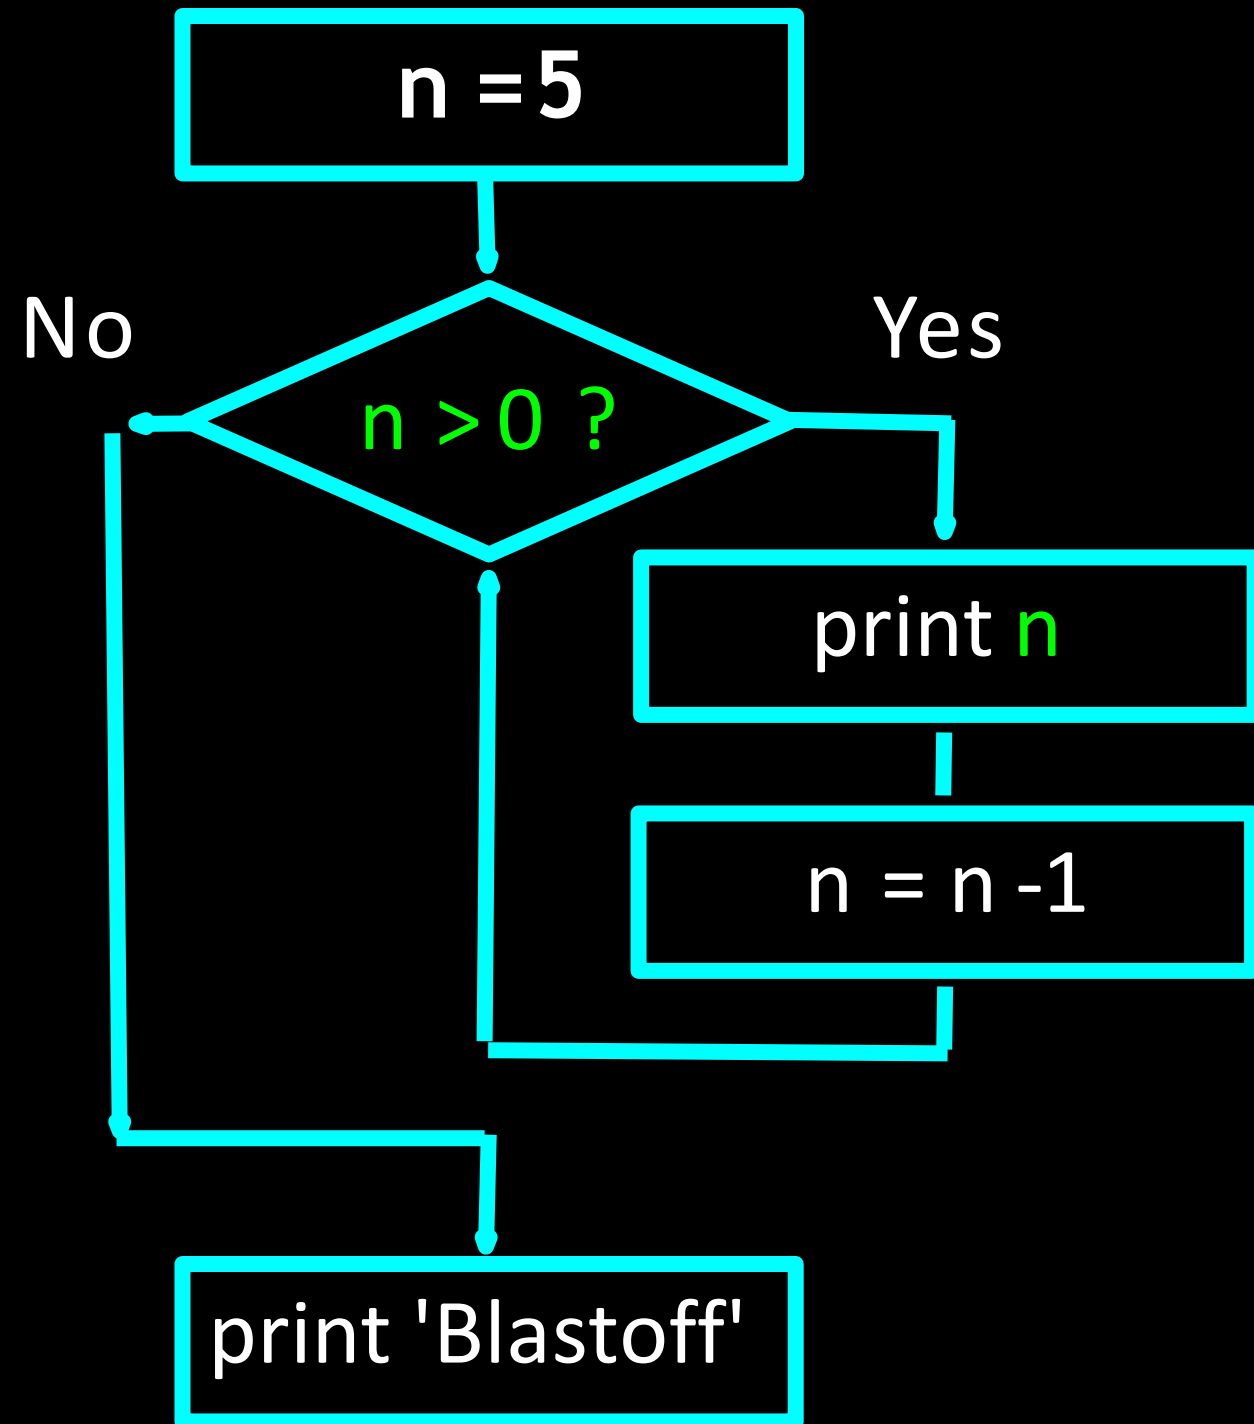 n = 5
No
Yes
n > 0 ?
print n
n = n -1
print 'Blastoff'